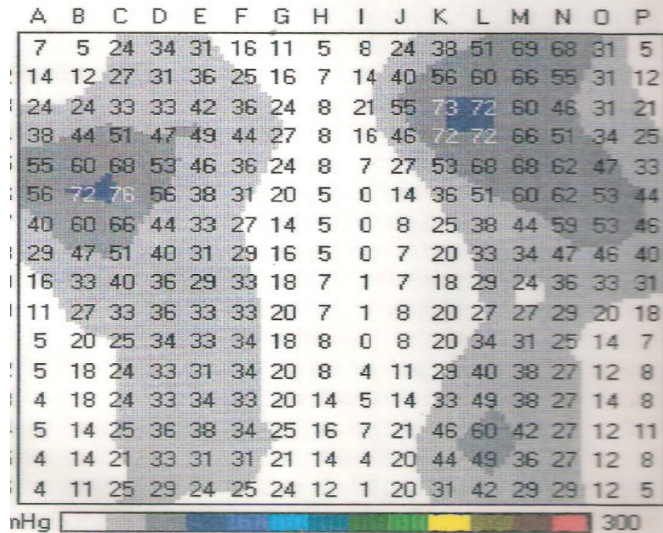 A B C D E F G H I J K L M N O P
7 5 24 34 31 16 11 5 8 24 38 51 69 68 31 5
14 12 27 31 36 25 16 7 14 40 56 60 66 55 31 12
24 24 33 33 42 36 24 8 21 55 73 72 60 46 31 21
38 44 51 47 49 44 27 8 16 46 72 72 66 51 34 25
55 60 68 53 46 36 24 8 7 27 53 68 68 62 47 33
56 72 76 56 38 31 20 5 0 14 36 51 60 62 53 44
40 60 66 44 33 27 14 5 0 8 25 38 44 59 53 46
29 47 51 40 31 29 16 5 0 7 20 33 34 47 46 40
16 33 40 36 29 33 18 7 1 7 18 29 24 36 33 31
11 27 33 36 33 33 20 7 1 8 20 27 27 29 20 18
5 20 25 34 33 34 18 8 0 8 20 34 31 25 14 7
5 18 24 33 31 34 20 8 4 11 29 40 38 27 12 8
4 18 24 33 34 33 20 14 5 14 33 49 38 27 14 8
5 14 25 36 38 34 25 16 7 21 46 60 42 27 12 11
4 14 21 33 31 31 21 14 4 20 44 49 36 27 12 8
4 11 25 29 24 25 24 12 1 20 31 42 29 29 12 5
mHg 300